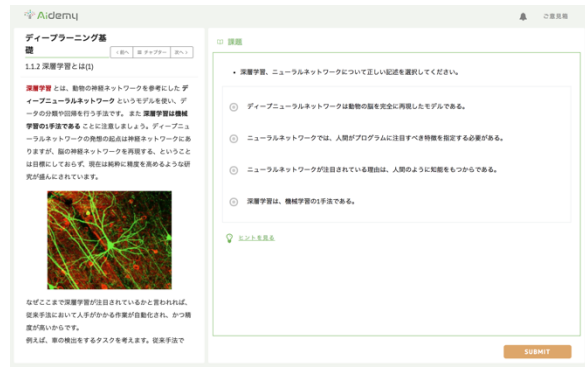 Aidemy
ご意見箱
ディープラーニング基
礎
< 前へ
チャプター
次へ >
1.1.2 深層学習とは(1)
深層学習 とは、動物の神経ネットワークを参考にした デ
ィープニューラルネットワーク というモデルを使い、デ
ータの分類や回帰を行う手法です。 また 深層学習は機械
学習の1手法である ことに注意しましょう。ディープニュ
ーラルネットワークの発想の起点は神経ネットワークにあ
りますが、脳の神経ネットワークを再現する、ということ
は目標にしておらず、現在は純粋に精度を高めるような研
究が盛んにされています。
なぜここまで深層学習が注目されているかと言われれば、
従来手法において人手がかかる作業が自動化され、かつ精
度が高いからです。
例えば、車の検出をするタスクを考えます。従来手法で
課題
• 深層学習、ニューラルネットワークについて正しい記述を選択してください。
ディープニューラルネットワークは動物の脳を完全に再現したモデルである。
ニューラルネットワークでは、人間がプログラムに注目すべき特徴を指定する必要がある。
ニューラルネットワークが注目されている理由は、人間のように知能をもつからである。
深層学習は、機械学習の1手法である。
ヒントを見る
SUBMIT